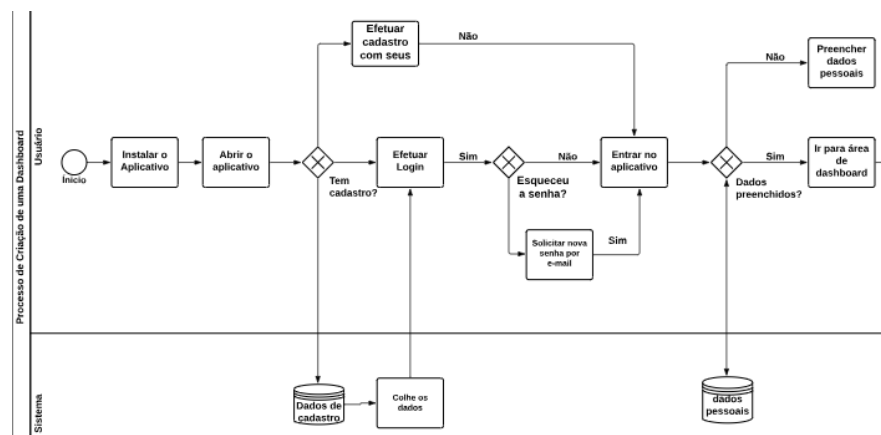 Processo de Criação de uma Dashboard
Usuário
Sistema
Ínicio
Instalar o
Aplicativo
Abrir o
aplicativo
Tem
cadastro?
Efetuar
cadastro
com seus
Não
Efetuar
Login
Sim
Esqueceu
a senha?
Não
Solicitar nova
senha por
e-mail
Sim
Entrar no
aplicativo
Dados
preenchidos?
Não
Preencher
dados
pessoais
Sim
Ir para área
de
dashboard
Dados de
cadastro
Colhe os
dados
dados
pessoais